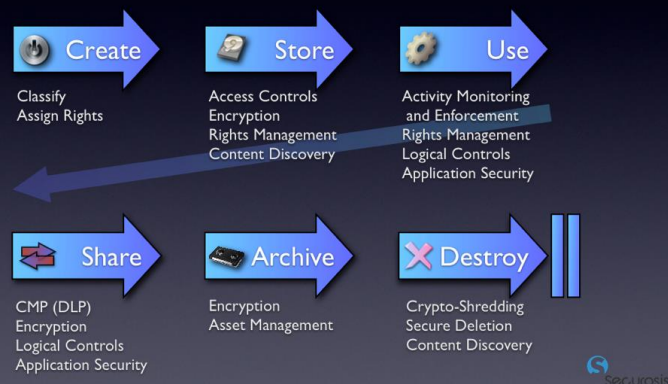 Create
Classify
Assign Rights
Store
Access Controls
Encryption
Rights Management
Content Discovery
Use
Activity Monitoring
and Enforcement
Rights Management
Logical Controls
Application Security
Share
CMP (DLP)
Encryption
Logical Controls
Application Security
Archive
Encryption
Asset Management
Destroy
Crypto-Shredding
Secure Deletion
Content Discovery